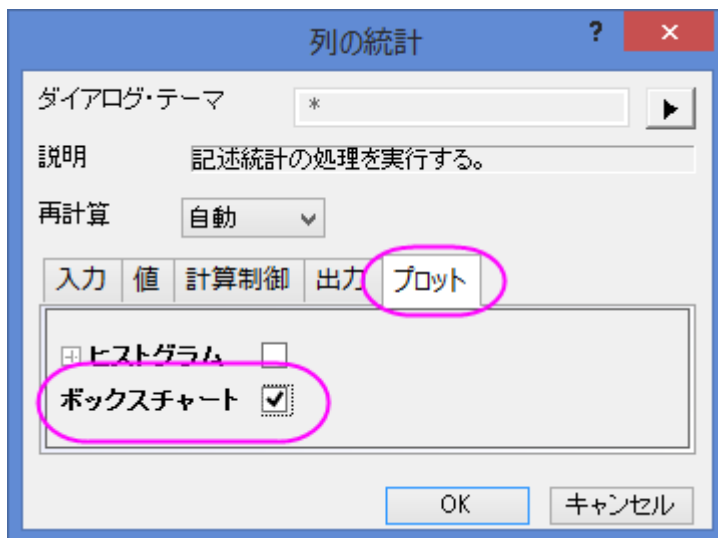 列の統計 ?
ダイアログ・テーマ *
説明 記述統計の処理を実行する。
再計算 自動
入力 値 計算制御 出力 プロット
ヒストグラム
ボックスチャート
OK キャンセル